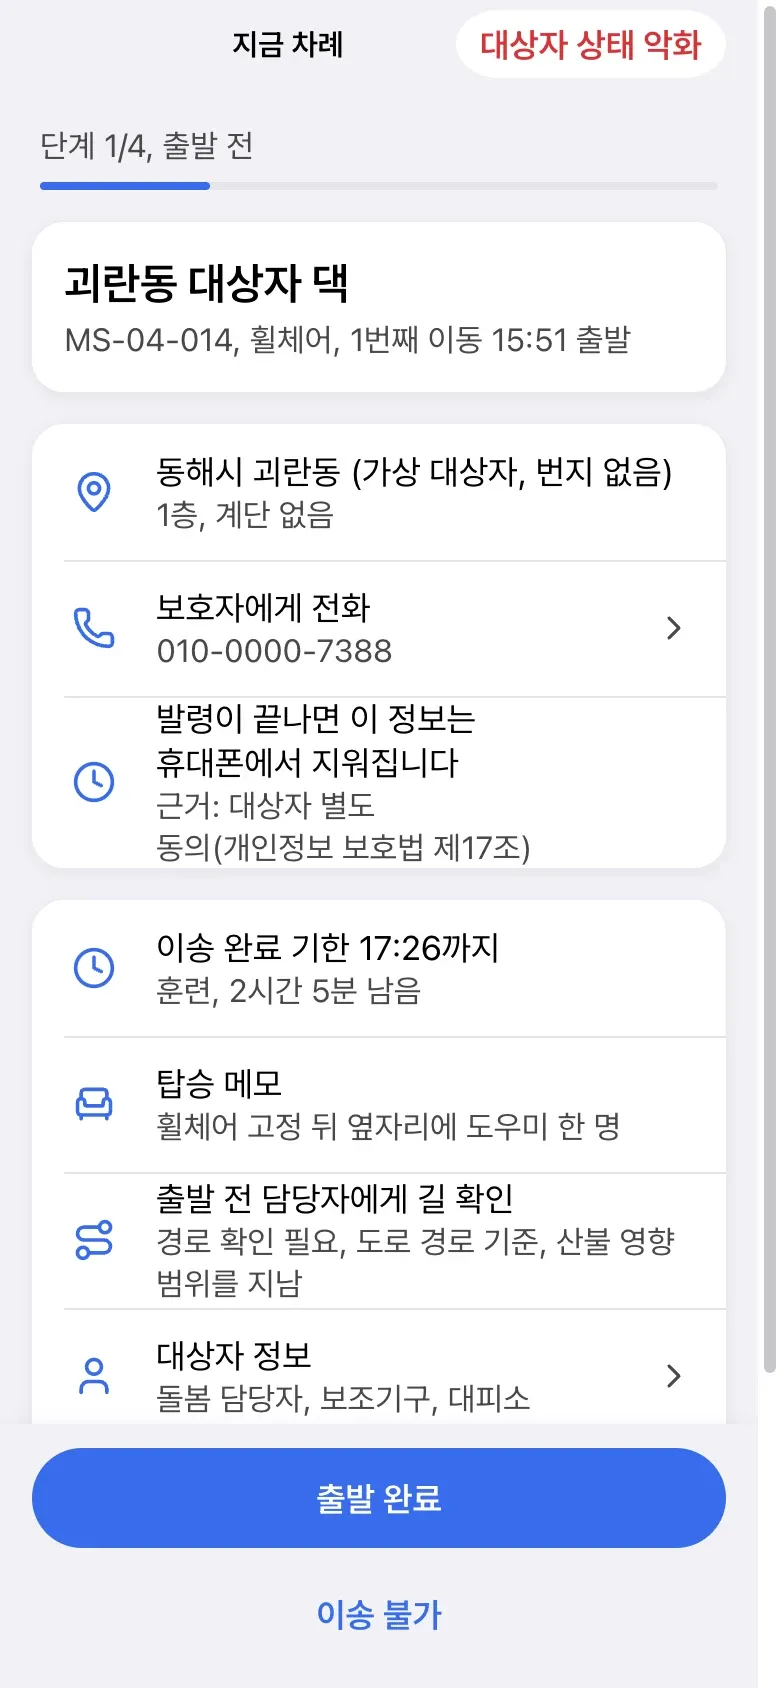 지금 차례
대상자 상태 악화
단계 1/4, 출발 전
괴란동 대상자 댁
MS-04-014, 휠체어, 1번째 이동 15:51 출발
동해시 괴란동 (가상 대상자, 번지 없음)
1층, 계단 없음
보호자에게 전화
010-0000-7388
발령이 끝나면 이 정보는
휴대폰에서 지워집니다
근거: 대상자 별도
동의(개인정보 보호법 제17조)
이송 완료 기한 17:26까지
훈련, 2시간 5분 남음
탑승 메모
휠체어 고정 뒤 옆자리에 도우미 한 명
출발 전 담당자에게 길 확인
경로 확인 필요, 도로 경로 기준, 산불 영향
범위를 지남
대상자 정보
돌봄 담당자, 보조기구, 대피소
출발 완료
이송 불가